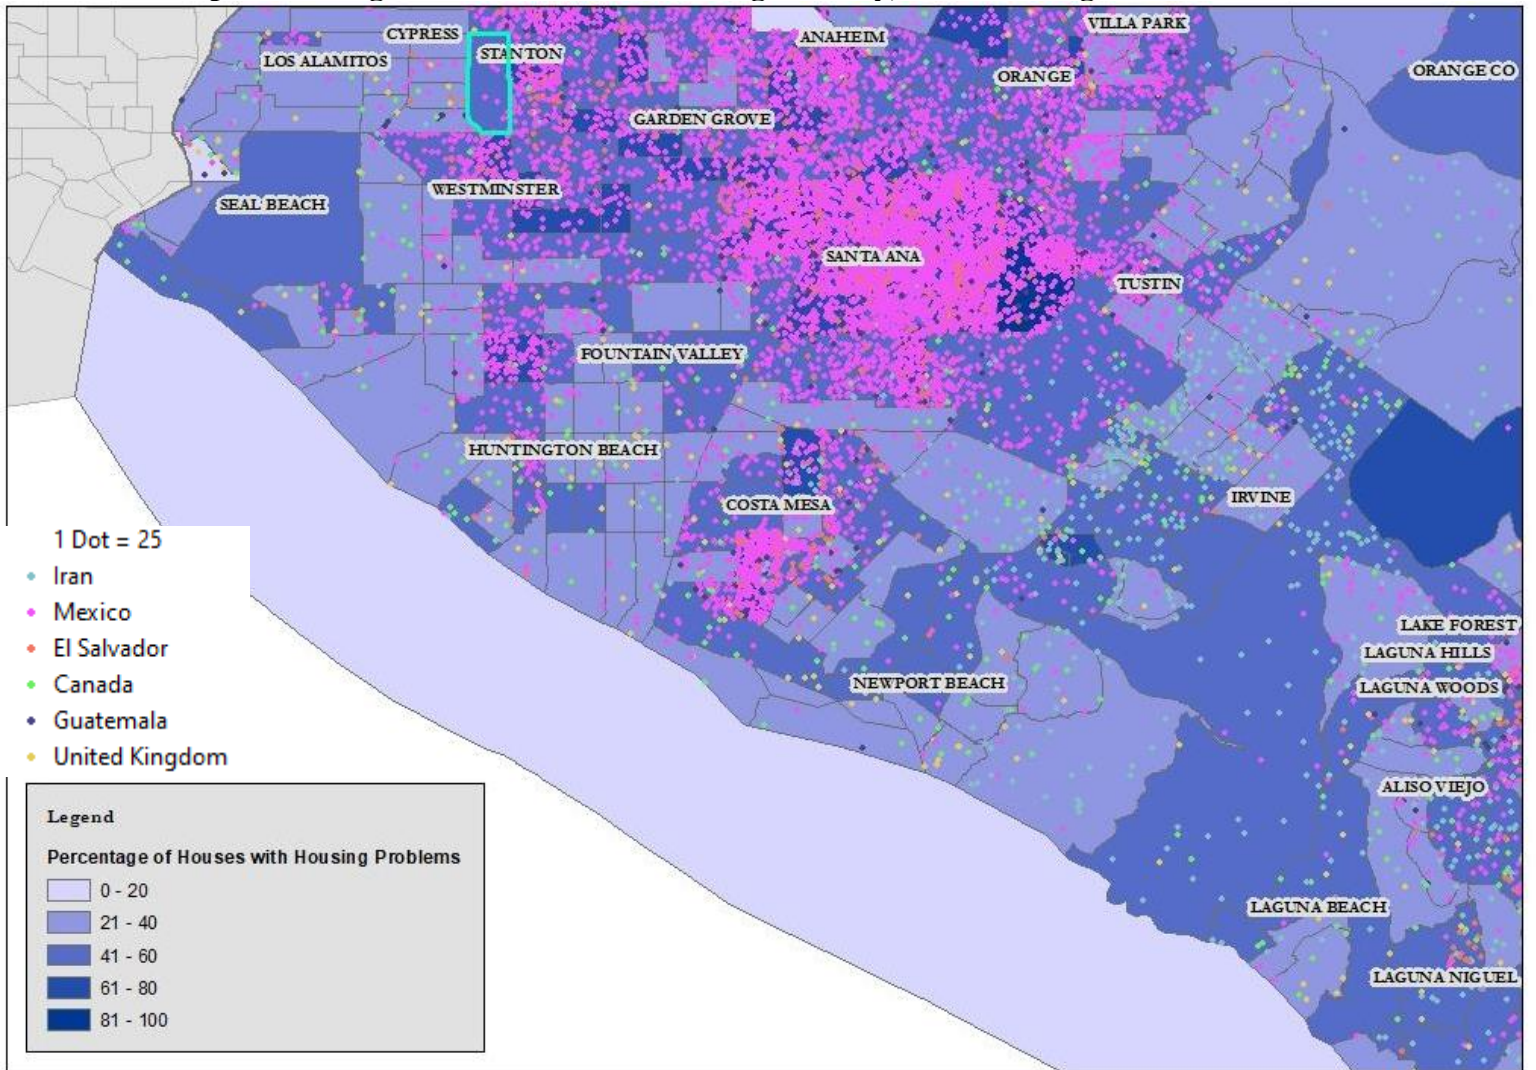 CYPRESS
STANTON
LOS ALAMITOS
ANAHEIM
VILLA PARK
ORANGE
ORANGE CO
GARDEN GROVE
WESTMINSTER
SEAL BEACH
SANTA ANA
TUSTIN
FOUNTAIN VALLEY
HUNTINGTON BEACH
COSTA MESA
IRVINE
LAKE FOREST
LAGUNA HILLS
NEWPORT BEACH
LAGUNA WOODS
ALISO VIEJO
LAGUNA BEACH
LAGUNA NIGUEL
1 Dot = 25
Iran
Mexico
El Salvador
Canada
Guatemala
United Kingdom
Legend
Percentage of Houses with Housing Problems
0 - 20
21 - 40
41 - 60
61 - 80
81 - 100